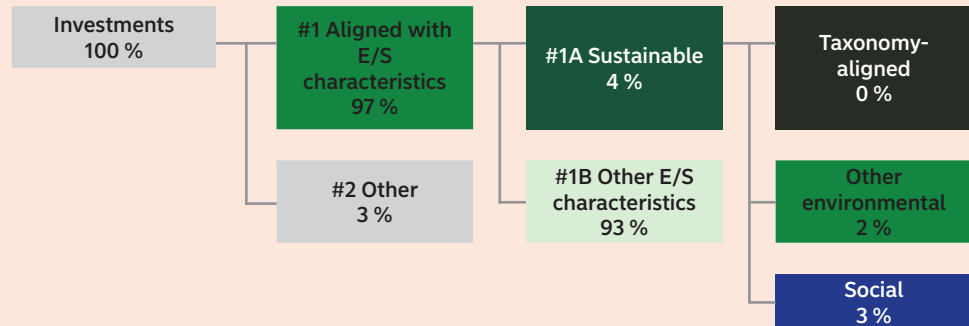 Investments
100 %
#1 Aligned with
E/S
characteristics
97 %
#1A Sustainable
4 %
Taxonomy-
aligned
0 %
#2 Other
3 %
#1B Other E/S
characteristics
93 %
Other
environmental
2 %
Social
3 %